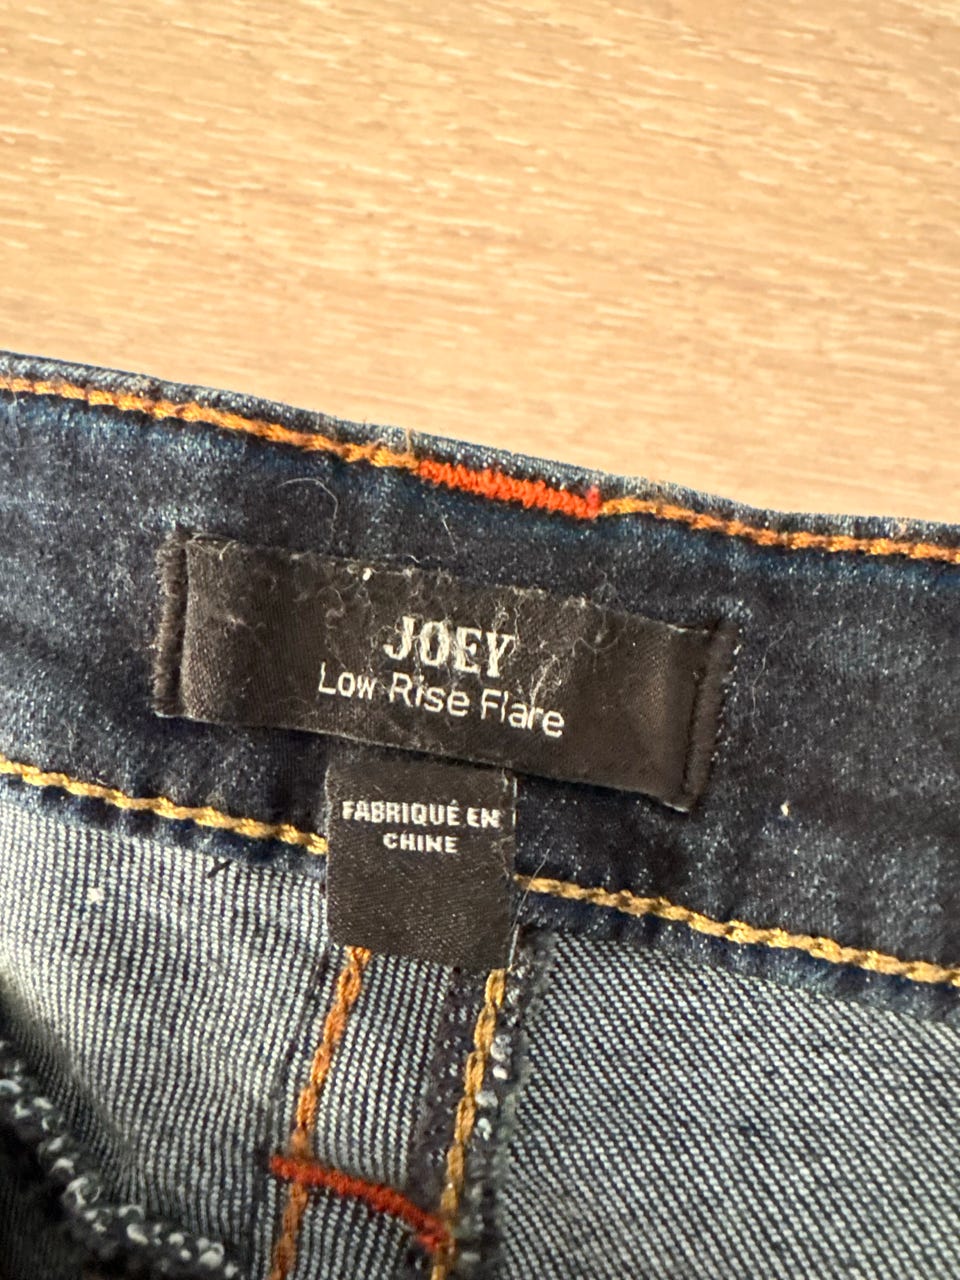 JOEY
Low Rise Flare
FABRIQUÉ EN
CHINE